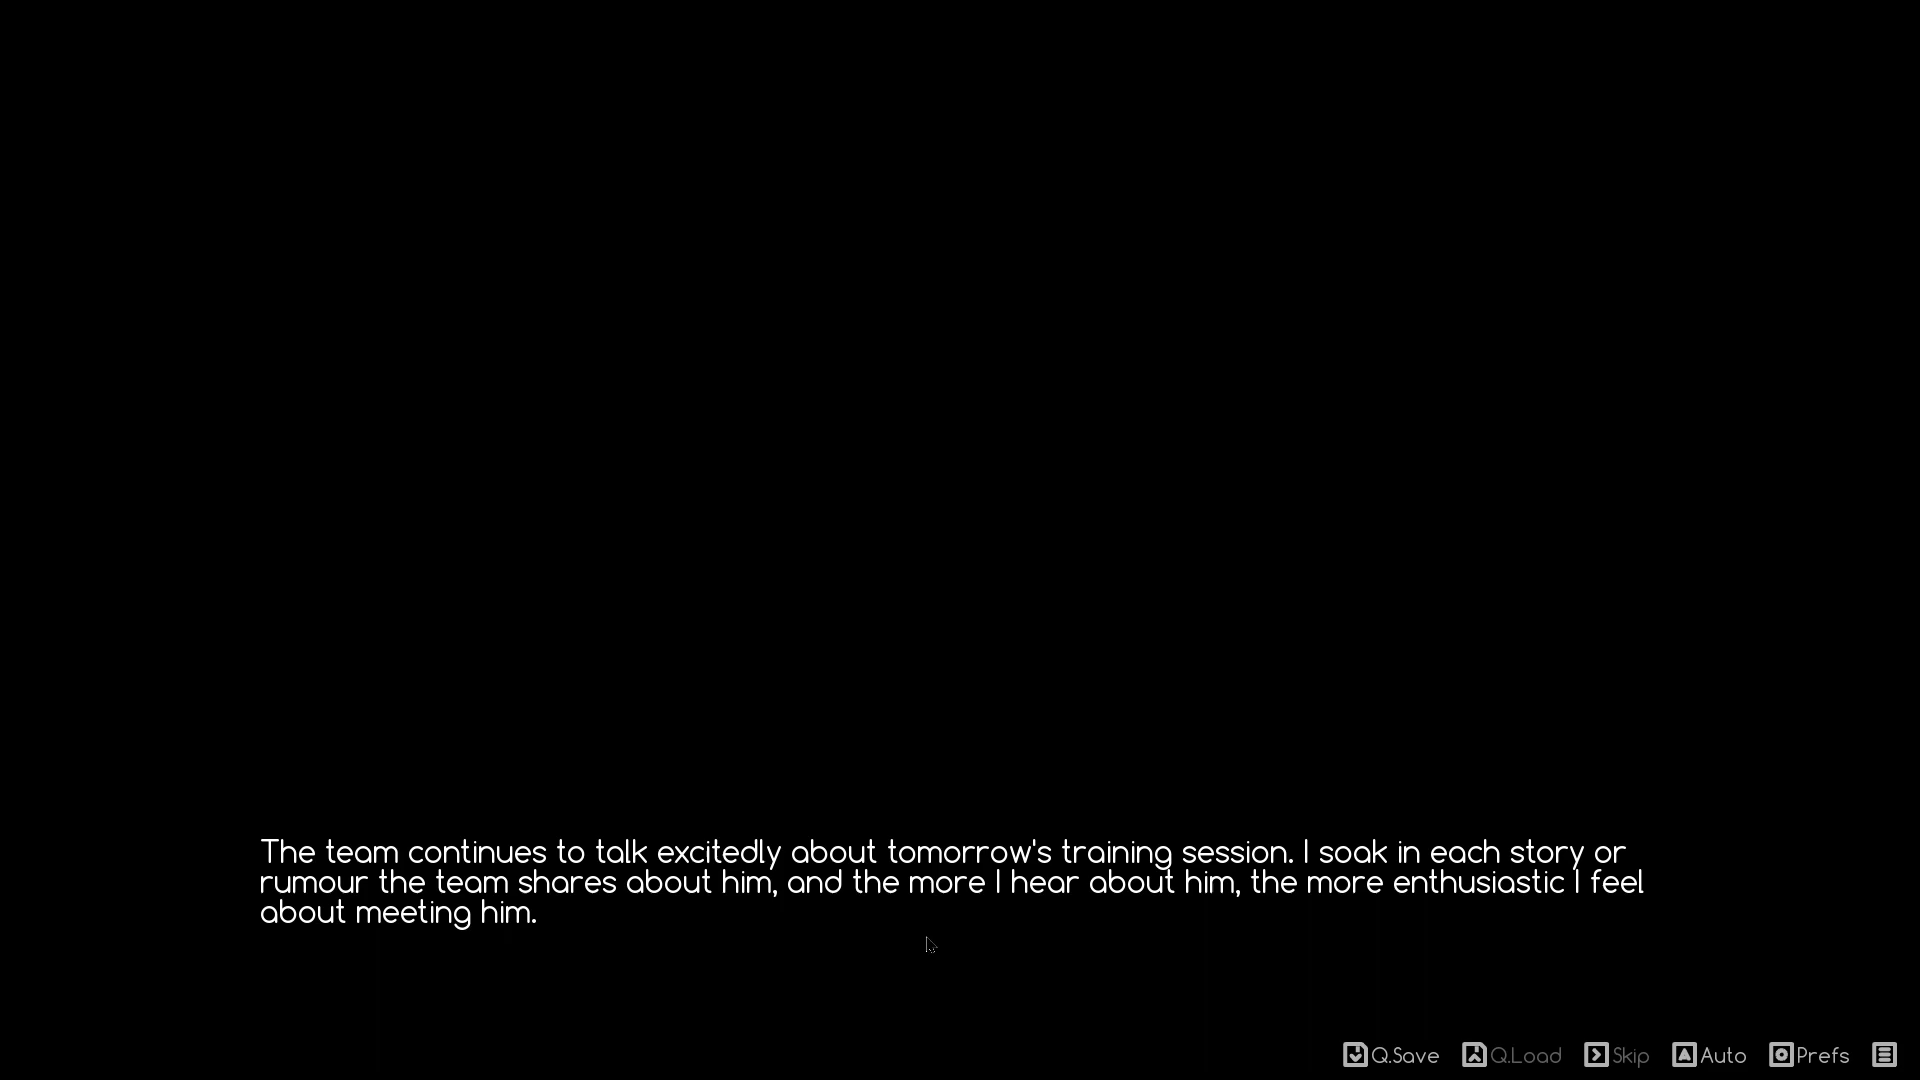 The team continues to talk excitedly about tomorrow's training session. I soak in each story or
rumour the team shares about him, and the more I hear about him, the more enthusiastic I feel
about meeting him.
Q.Save Q.Load Skip Auto Prefs